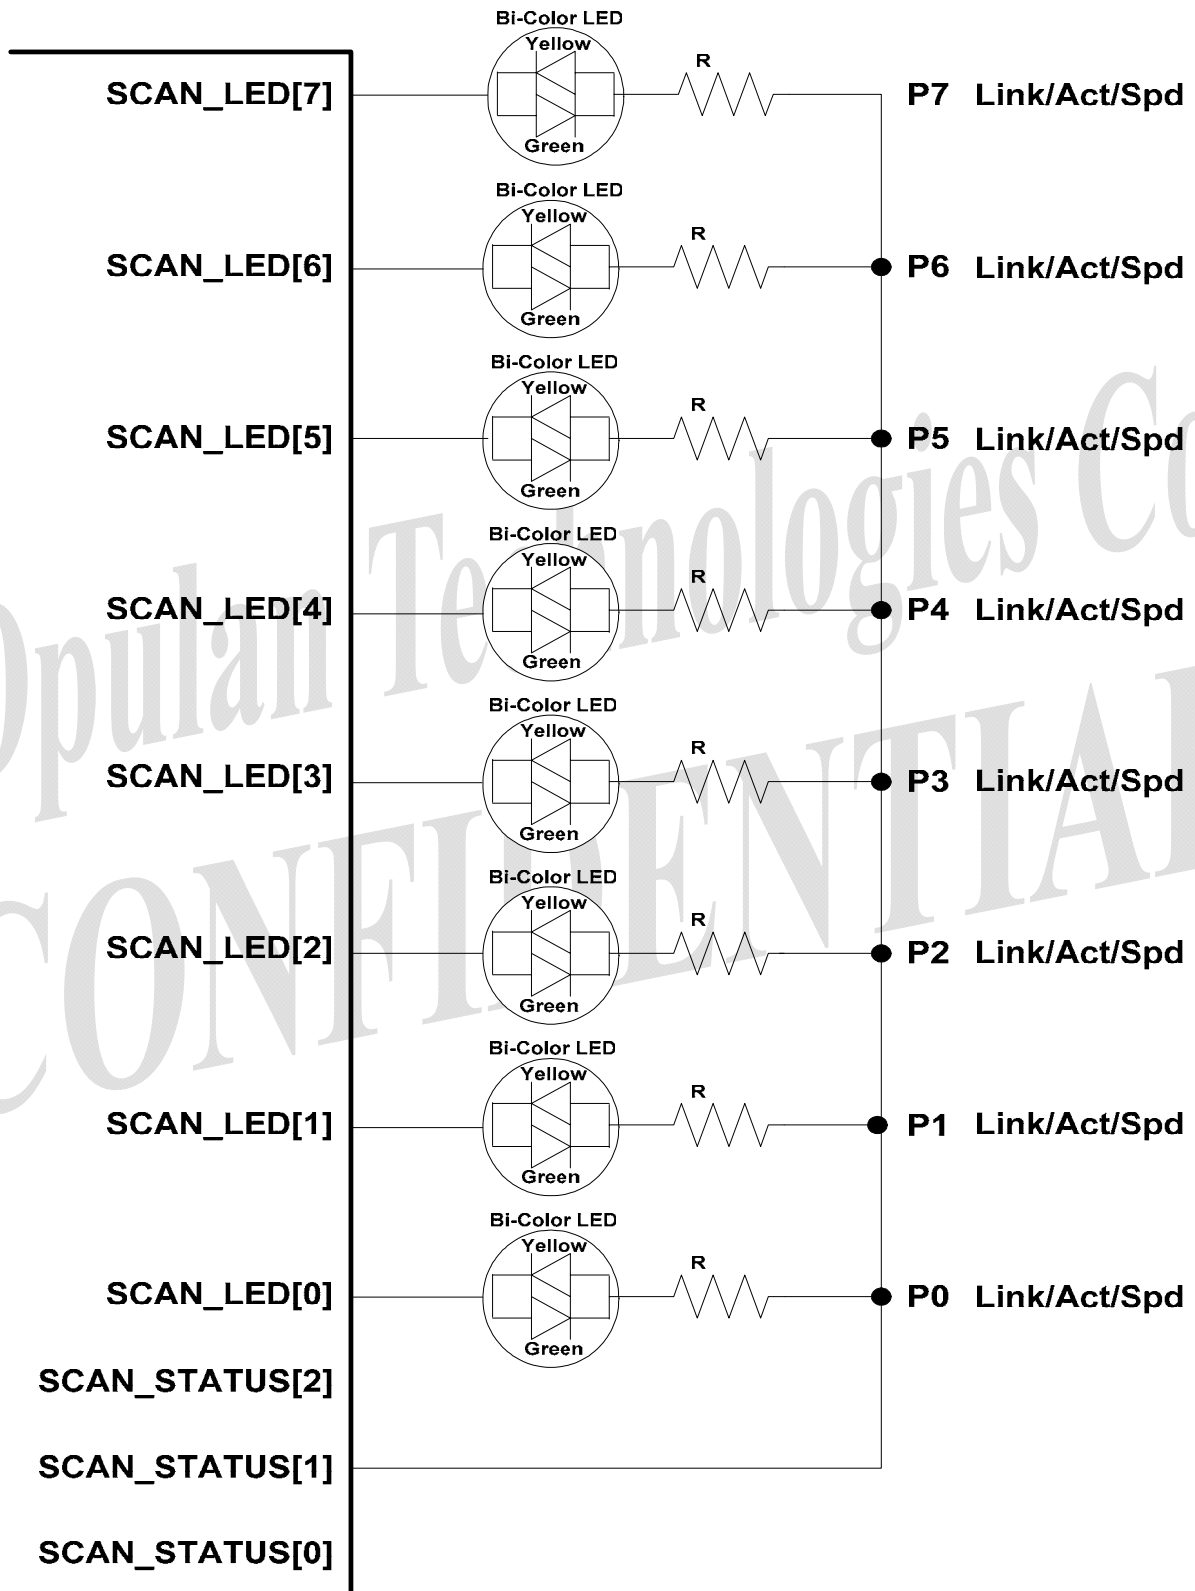 Bi-Color LED
Yellow
SCAN_LED[7]
R
P7 Link/Act/Spd
Green
Bi-Color LED
Yellow
SCAN_LED[6]
R
P6 Link/Act/Spd
Green
Bi-Color LED
Yellow
SCAN_LED[5]
R
P5 Link/Act/Spd
Green
Bi-Color LED
Yellow
SCAN_LED[4]
R
P4 Link/Act/Spd
Green
Bi-Color LED
Yellow
SCAN_LED[3]
R
P3 Link/Act/Spd
Green
Bi-Color LED
Yellow
SCAN_LED[2]
R
P2 Link/Act/Spd
Green
Bi-Color LED
Yellow
SCAN_LED[1]
R
P1 Link/Act/Spd
Green
Bi-Color LED
Yellow
SCAN_LED[0]
R
P0 Link/Act/Spd
Green
SCAN_STATUS[2]
SCAN_STATUS[1]
SCAN_STATUS[0]
Opulan Technologies Co
CONFIDENTIAL